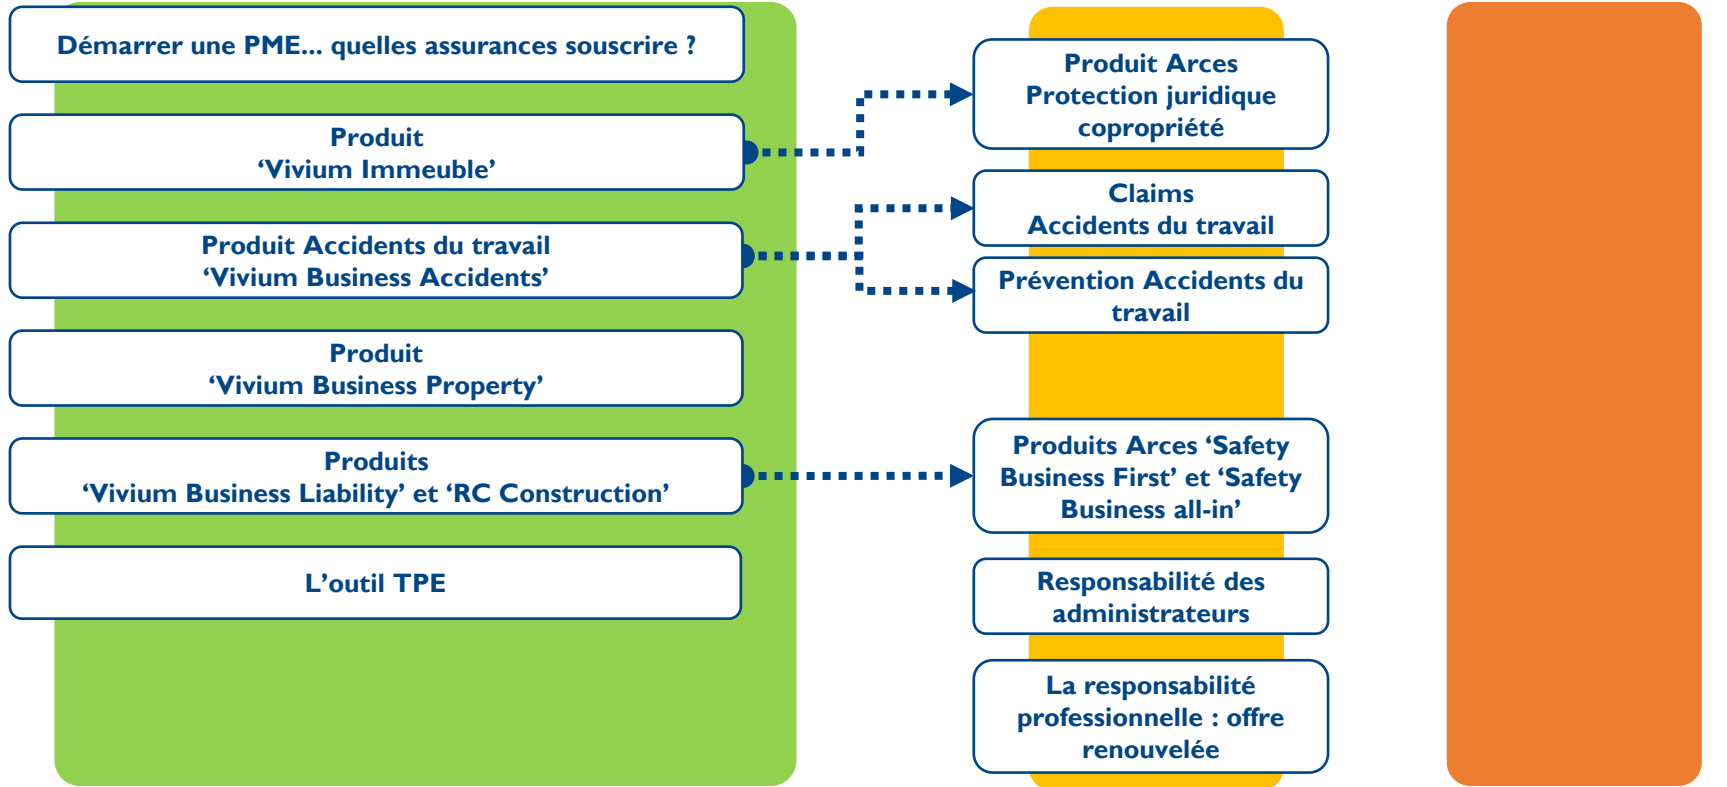 Démarrer une PME... quelles assurances souscrire ?
Produit
‘Vivium Immeuble’
Produit Accidents du travail
‘Vivium Business Accidents’
Produit
‘Vivium Business Property’
Produits
‘Vivium Business Liability’ et ‘RC Construction’
L’outil TPE
Produit Arces
Protection juridique
copropriété
Claims
Accidents du travail
Prévention Accidents du
travail
Produits Arces ‘Safety
Business First’ et ‘Safety
Business all-in’
Responsabilité des
administrateurs
La responsabilité
professionnelle : offre
renouvelée